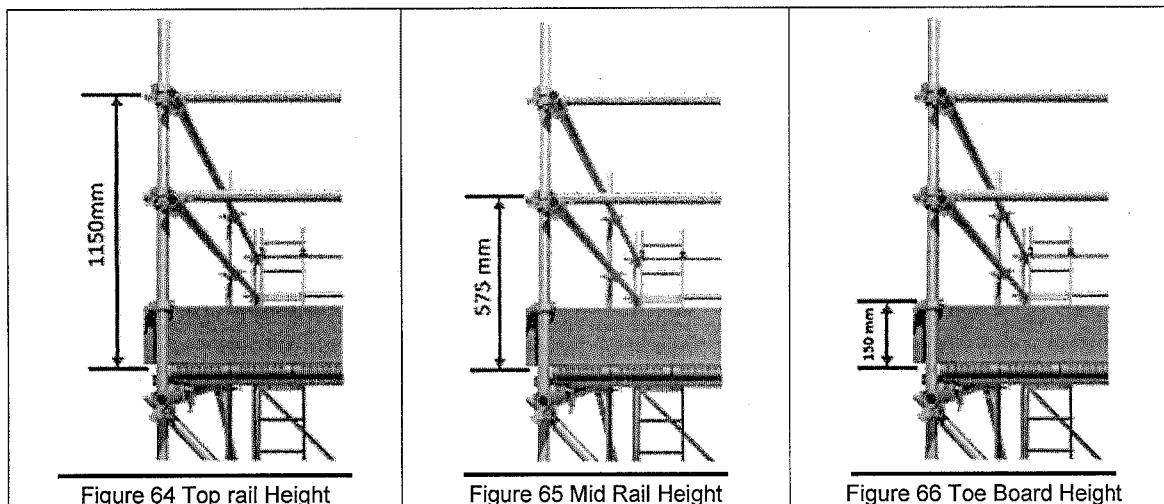 1150mm
575 mm
150 mm
Figure 64 Top rail Height
Figure 65 Mid Rail Height
Figure 66 Toe Board Height